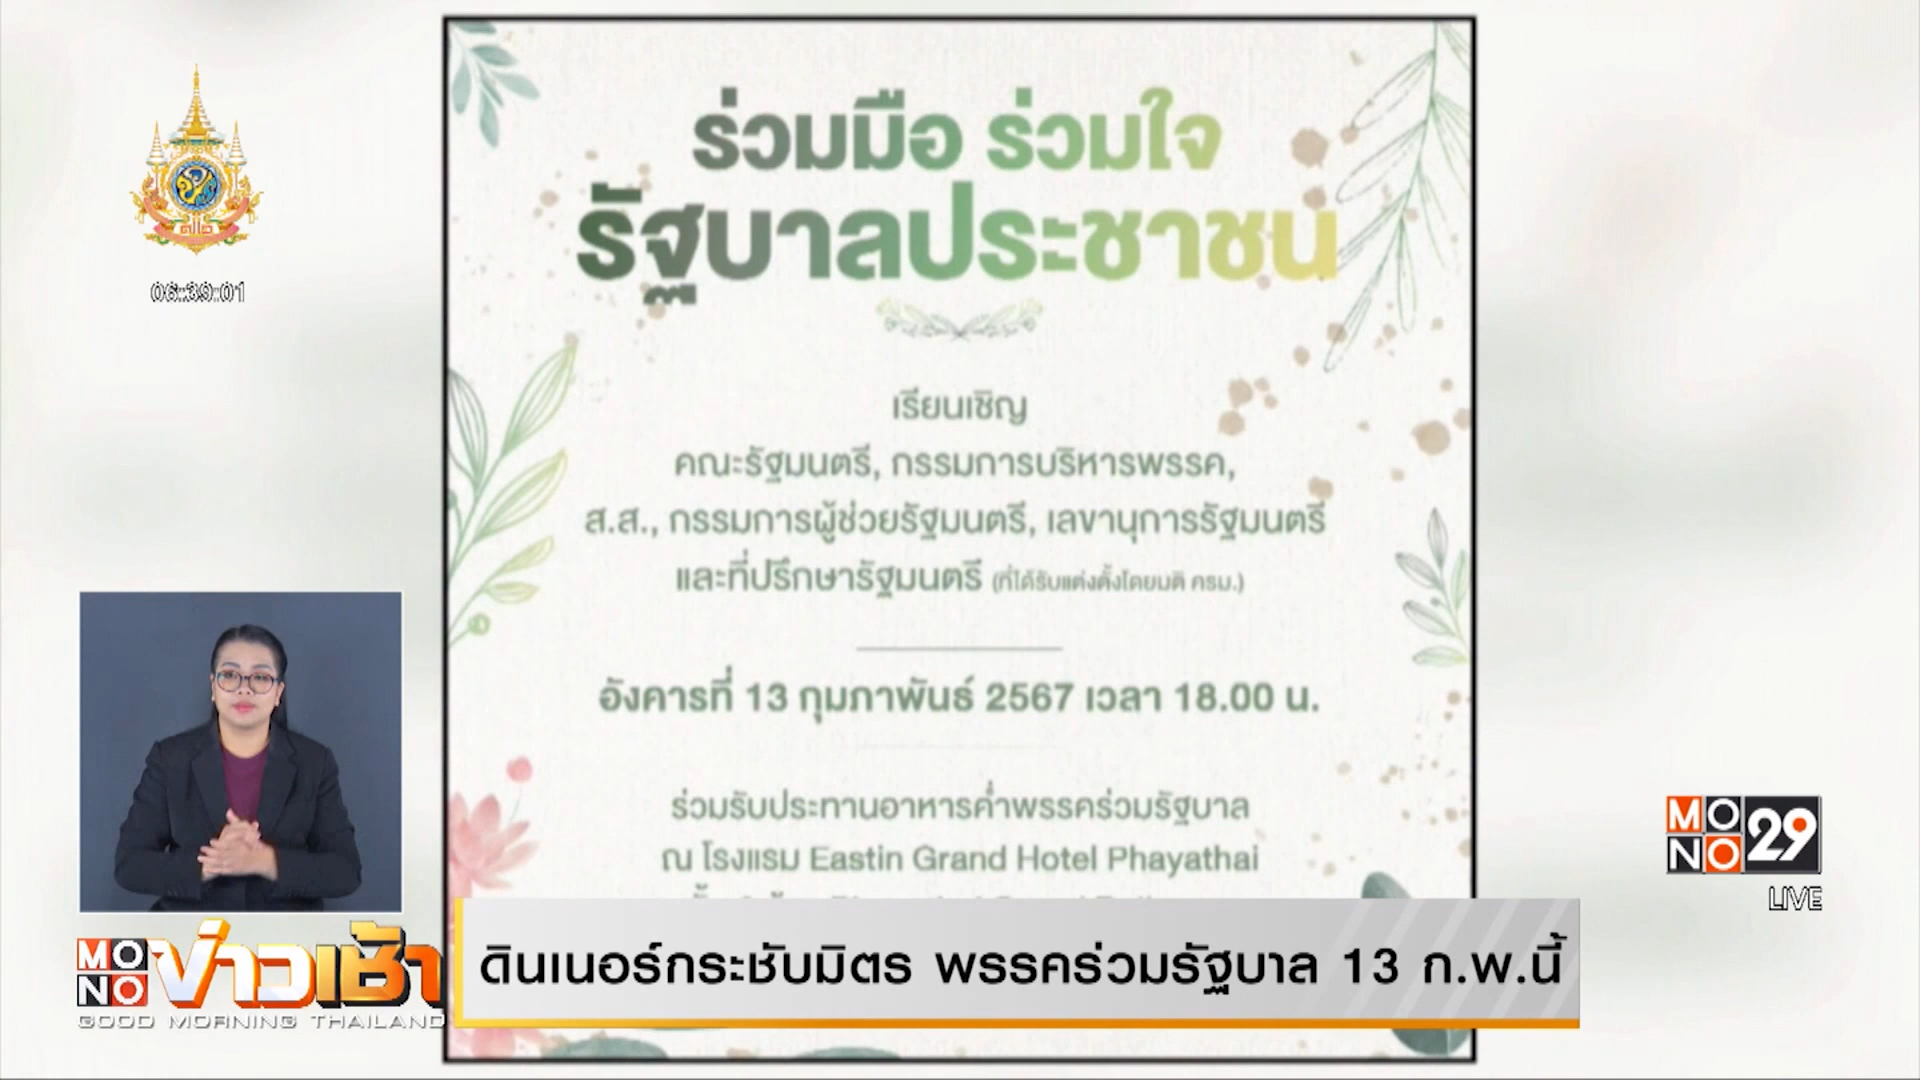 ร่วมมือ ร่วมใจ
รัฐบาลประชาชน
06:39:01
เรียนเชิญ
คณะรัฐมนตรี, กรรมการบริหารพรรค,
ส.ส., กรรมการผู้ช่วยรัฐมนตรี, เลขานุการรัฐมนตรี
และที่ปรึกษารัฐมนตรี (ที่ได้รับแต่งตั้งโดยมติ ครม.)
อังคารที่ 13 กุมภาพันธ์ 2567 เวลา 18.00 น.
ร่วมรับประทานอาหารค่ำพรรคร่วมรัฐบาล
ณ โรงแรม Eastin Grand Hotel Phayathai
MONO 29
LIVE
MONO ข่าวเช้า
GOOD MORNING THAILAND
ดินเนอร์กระชับมิตร พรรคร่วมรัฐบาล 13 ก.พ.นี้